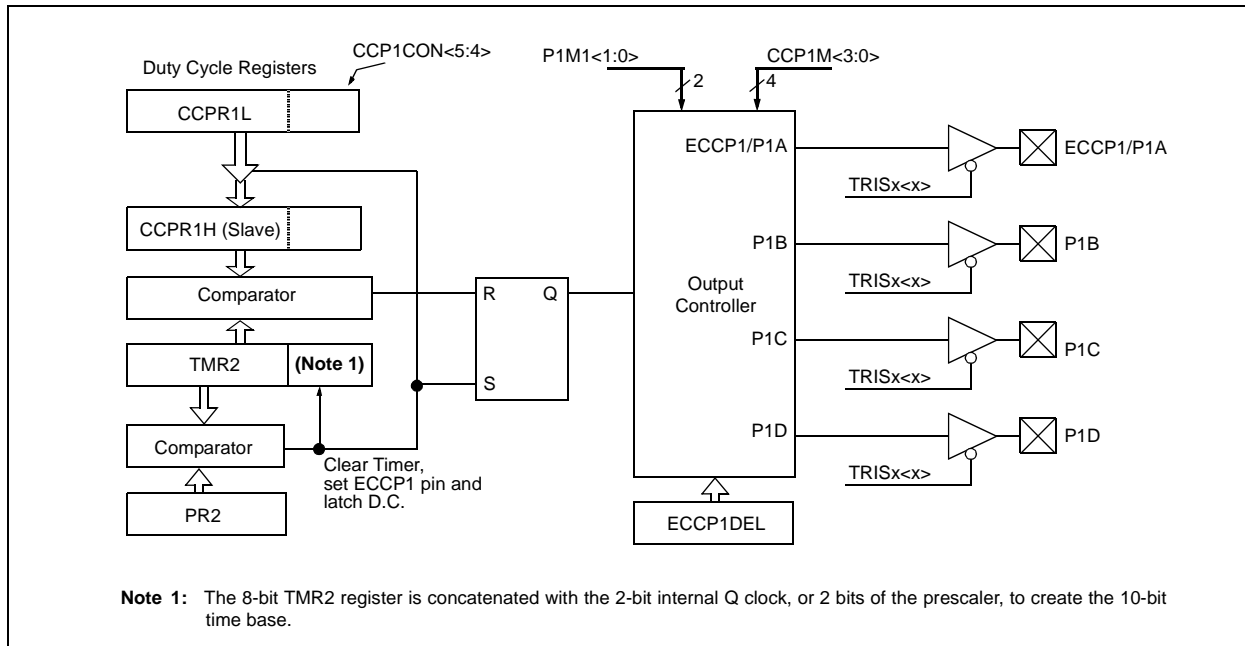 CCP1CON<5:4>
Duty Cycle Registers
CCPR1L
CCPR1H (Slave)
Comparator
TMR2
(Note 1)
Comparator
PR2
Clear Timer,
set ECCP1 pin and
latch D.C.
R
Q
S
P1M1<1:0>
2
CCP1M<3:0>
4
Output
Controller
ECCP1/P1A
P1B
P1C
P1D
ECCP1DEL
TRISx<x>
ECCP1/P1A
TRISx<x>
P1B
TRISx<x>
P1C
TRISx<x>
P1D
Note 1: The 8-bit TMR2 register is concatenated with the 2-bit internal Q clock, or 2 bits of the prescaler, to create the 10-bit
time base.